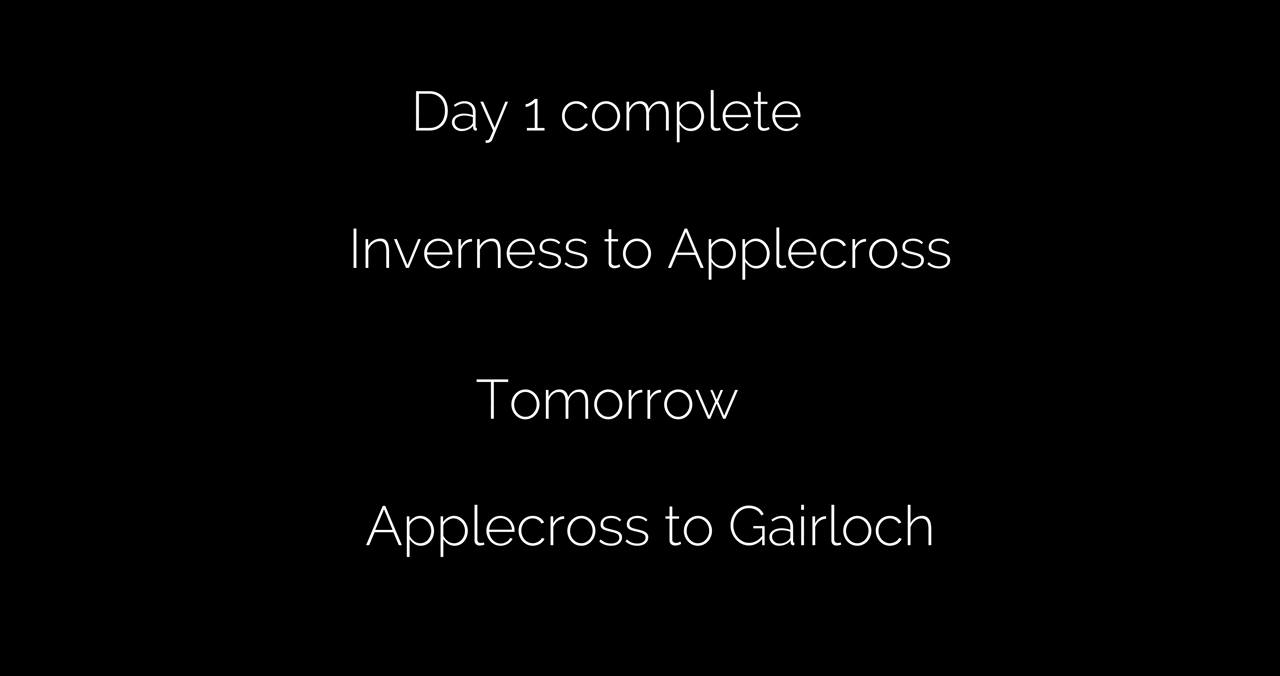 Day 1 complete
Inverness to Applecross
Tomorrow
Applecross to Gairloch